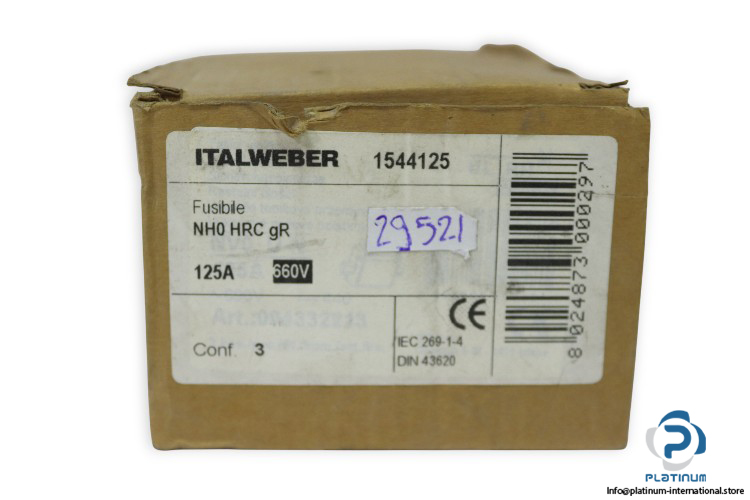 ITALWEBER 1544125
Fusibile
NH0 HRC gR
29521
125A 660V
CE
IEC 269-1-4
DIN 43620
Conf. 3
8 024873 000297
PLATINUM
Info@platinum-international.store